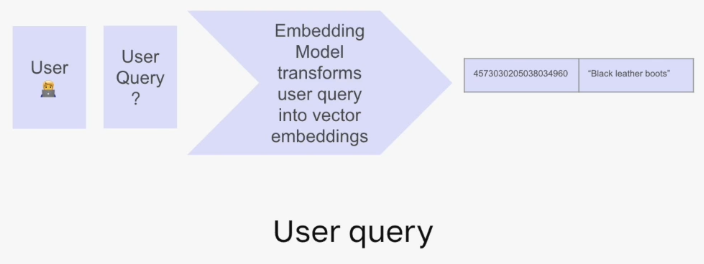 User
User
Query
?
Embedding
Model
transforms
user query
into vector
embeddings
4573030205038034960
"Black leather boots"
User query